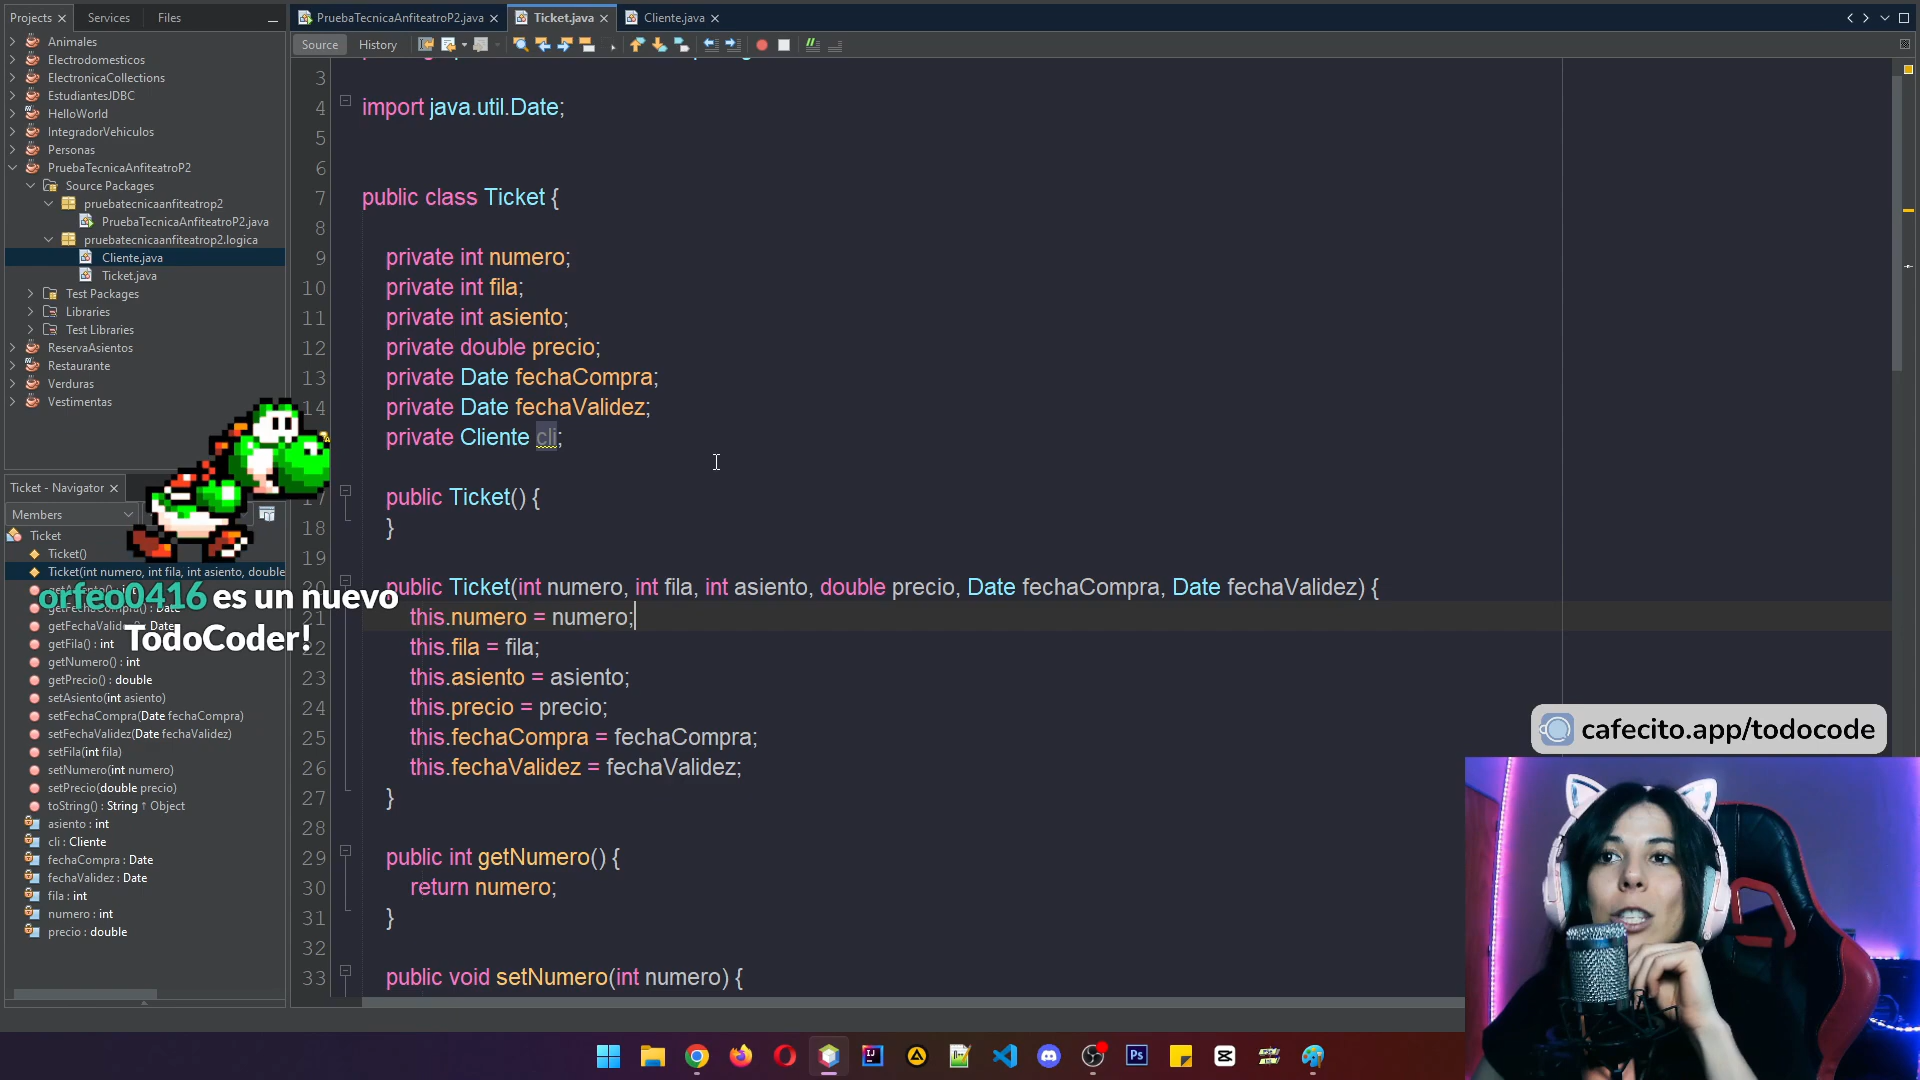 Projects
Services
Files
PruebaTecnicaAnfiteatroP2.java
Ticket.java
Cliente.java
Source
History
Animales
Electrodomesticos
ElectronicaCollections
EstudiantesJDBC
HelloWorld
IntegradorVehiculos
Personas
PruebaTecnicaAnfiteatroP2
Source Packages
pruebatecnicaanfiteatrop2
PruebaTecnicaAnfiteatroP2.java
pruebatecnicaanfiteatrop2.logica
Cliente.java
Ticket.java
Test Packages
Libraries
Test Libraries
ReservaAsientos
Restaurante
Verduras
Vestimentas
Ticket - Navigator
Members
Ticket
Ticket()
Ticket(int numero, int fila, int asiento, double
orfeo0416 es un nuevo
TodoCoder!
getFila() : int
getNumero() : int
getPrecio() : double
setAsiento(int asiento)
setFechaCompra(Date fechaCompra)
setFechaValidez(Date fechaValidez)
setFila(int fila)
setNumero(int numero)
setPrecio(double precio)
toString() : String ↑ Object
asiento : int
cli : Cliente
fechaCompra : Date
fechaValidez : Date
fila : int
numero : int
precio : double
3
4 import java.util.Date;
5
6
7 public class Ticket {
8
9 private int numero;
10 private int fila;
11 private int asiento;
12 private double precio;
13 private Date fechaCompra;
14 private Date fechaValidez;
private Cliente cli;
17 public Ticket() {
18 }
19
20 public Ticket(int numero, int fila, int asiento, double precio, Date fechaCompra, Date fechaValidez) {
21 this.numero = numero;
22 this.fila = fila;
23 this.asiento = asiento;
24 this.precio = precio;
25 this.fechaCompra = fechaCompra;
26 this.fechaValidez = fechaValidez;
27 }
28
29 public int getNumero() {
30 return numero;
31 }
32
33 public void setNumero(int numero) {
cafecito.app/todocode
Ps